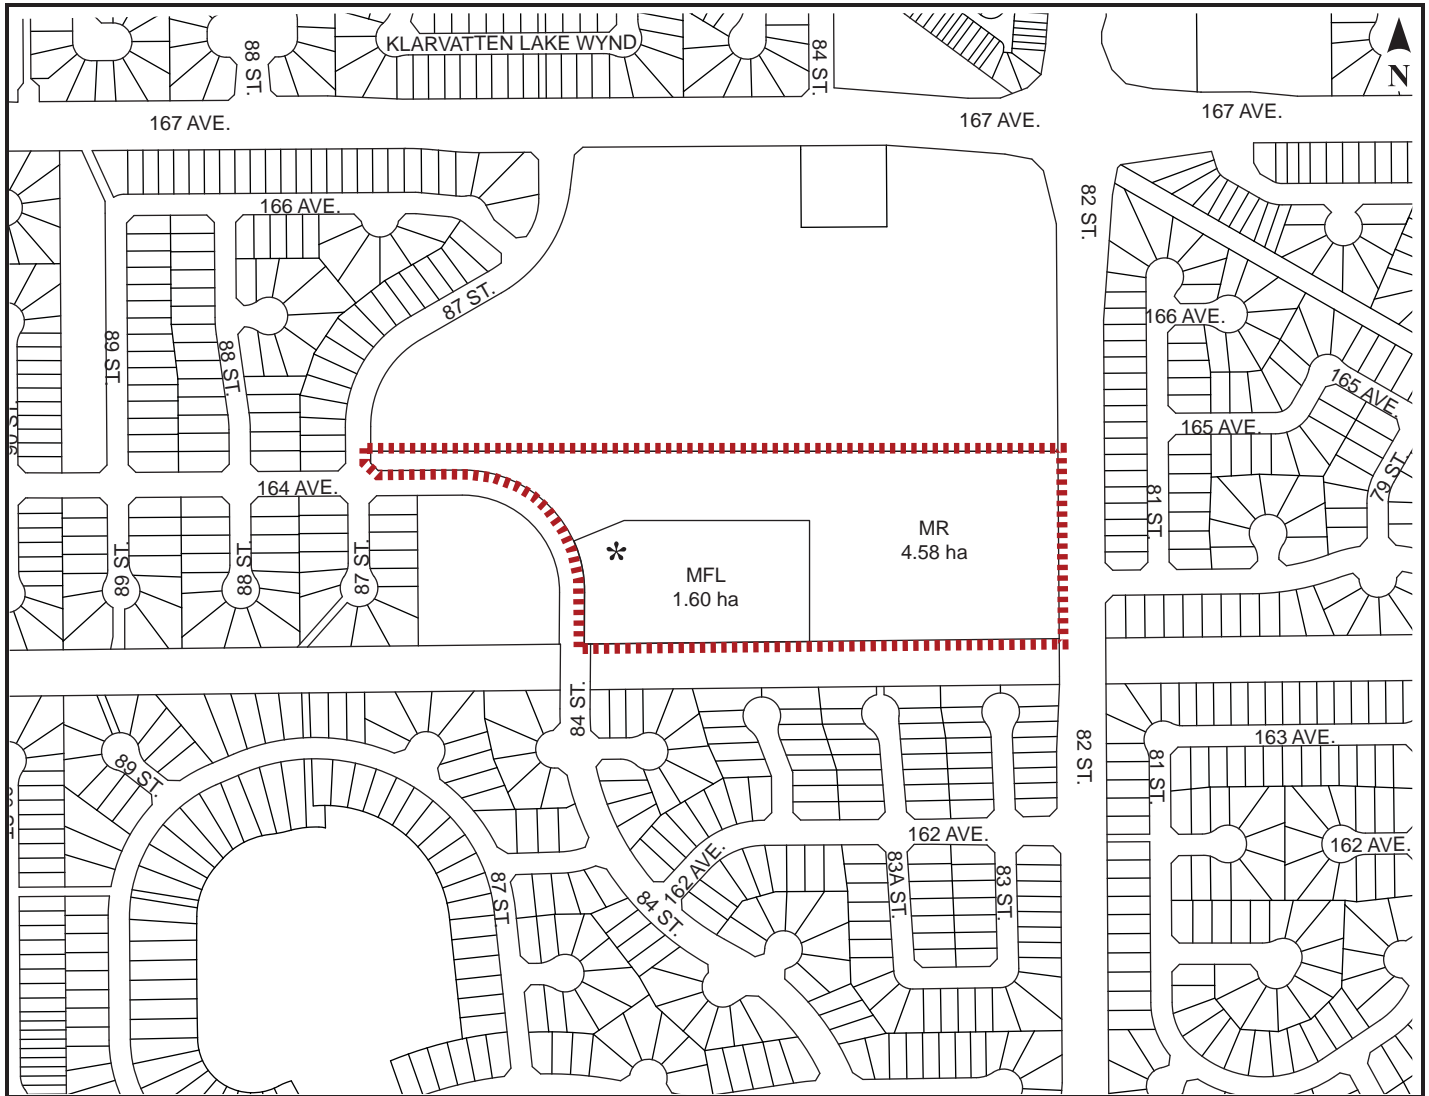 KLARVATTEN LAKE WYND
88 ST.
84 ST.
N
167 AVE.
167 AVE.
167 AVE.
166 AVE.
82 ST.
87 ST.
166 AVE.
89 ST.
88 ST.
165 AVE.
165 AVE.
79 ST.
164 AVE.
81 ST.
MR
4.58 ha
*
MFL
1.60 ha
89 ST.
88 ST.
87 ST.
84 ST.
82 ST.
163 AVE.
81 ST.
89 ST.
162 AVE.
162 AVE.
162 AVE.
87 ST.
84 ST.
83A ST.
83 ST.